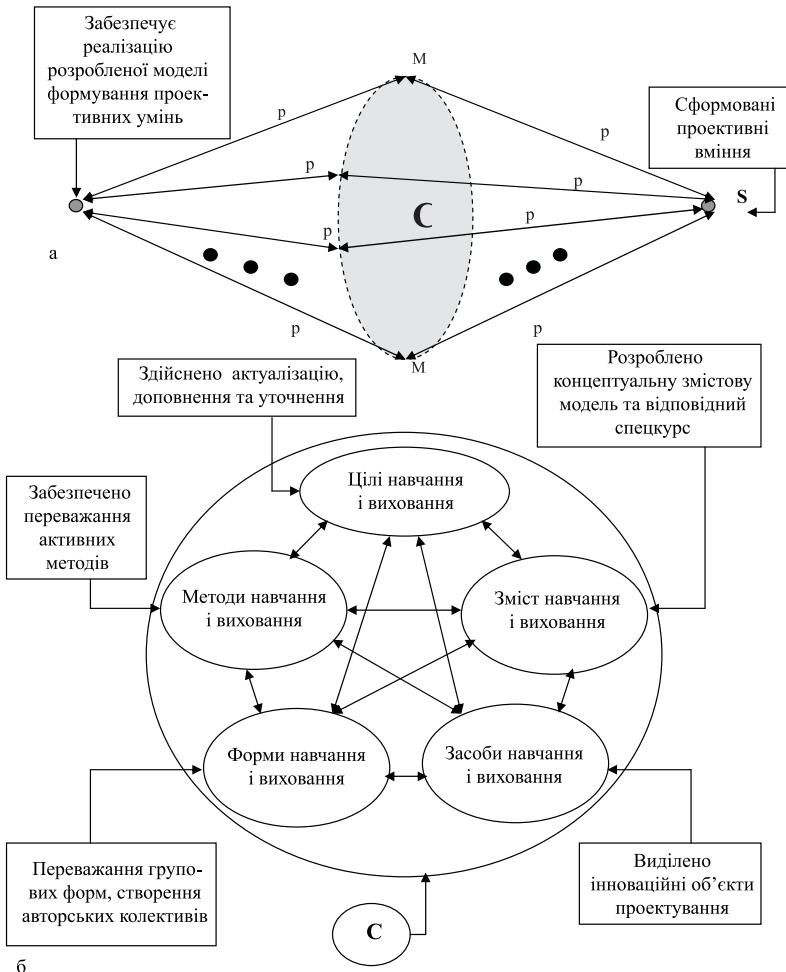 Забезпечує
реалізацію
розробленої моделі
формування проек-
тивних умінь
M
p
p
Сформовані
проективні
вміння
p
p
S
C
p
p
а
p
p
M
Здійснено актуалізацію,
доповнення та уточнення
Розроблено
концептуальну змістову
модель та відповідний
спецкурс
Цілі навчання
і виховання
Забезпечено
переважання
активних
методів
Методи навчання
і виховання
Зміст навчання
і виховання
Форми навчання
і виховання
Засоби навчання
і виховання
Переважання групо-
вих форм, створення
авторських колективів
Виділено
інноваційні об’єкти
проектування
C
б